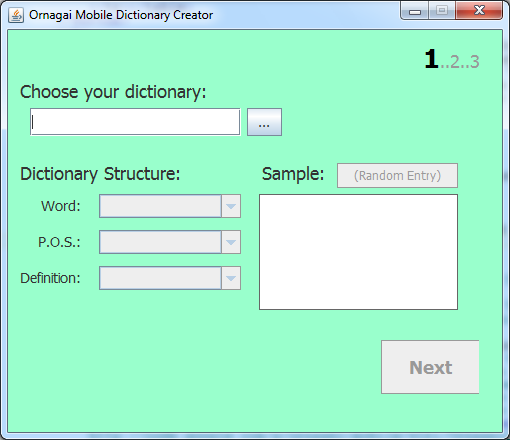 Ornagai Mobile Dictionary Creator
1..2..3
Choose your dictionary:
...
Dictionary Structure:
Sample:
(Random Entry)
Word:
P.O.S.:
Definition:
Next